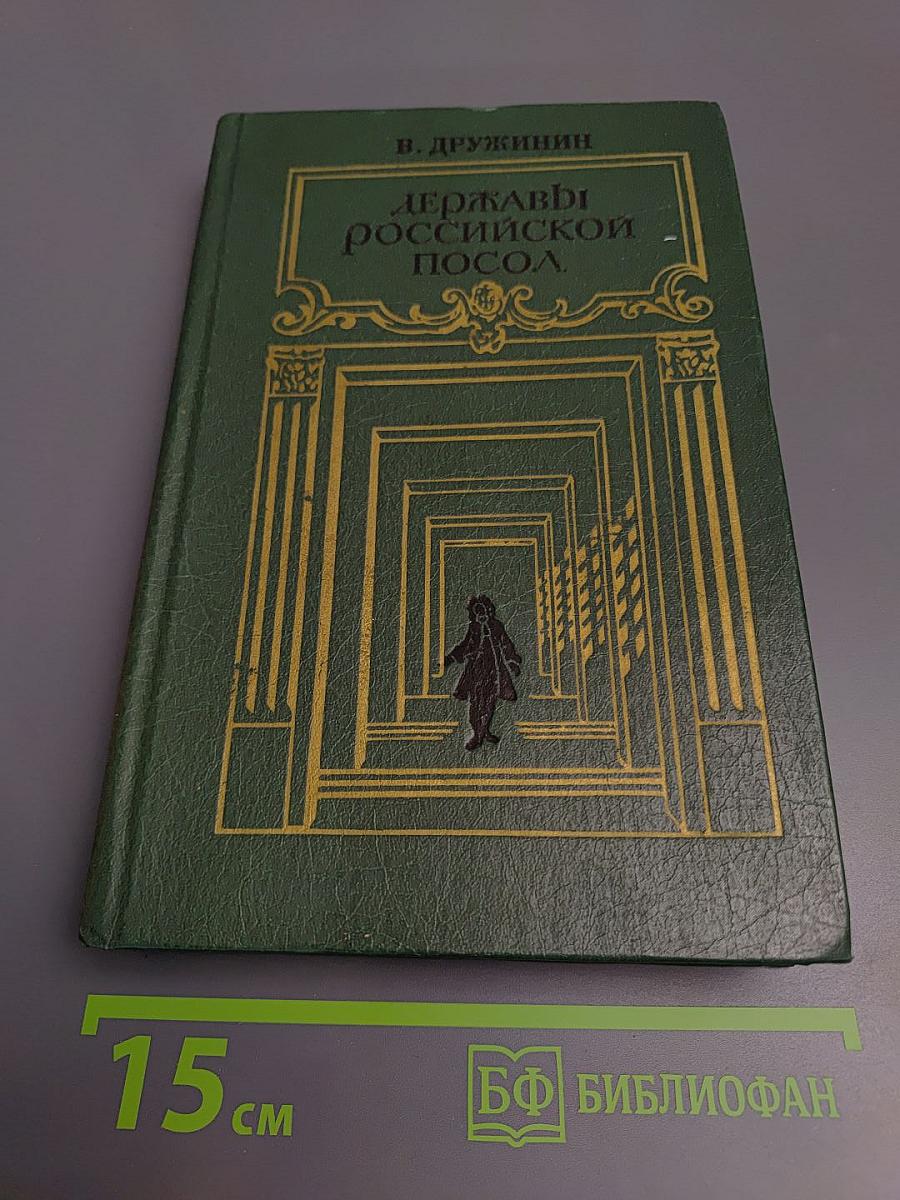 В. ДРУЖИНИН
ДЕРЖАВЫ
РОССИЙСКОЙ
ПОСОЛ
15 см
БФ БИБЛИОФАН